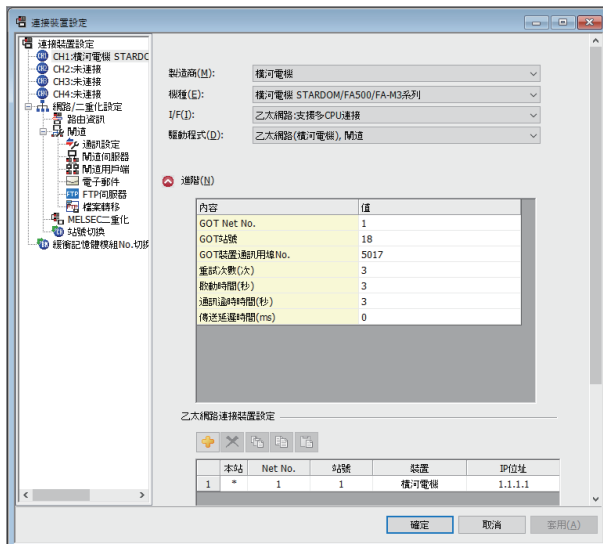 連接裝置設定
連接裝置設定
CH1:橫河電機 STARDC
CH2:未連接
CH3:未連接
CH4:未連接
網路/二重化設定
路由資訊
閘道
通訊設定
閘道伺服器
閘道用戶端
電子郵件
FTP伺服器
檔案轉移
MELSEC二重化
站號切換
緩衝記憶體模組No.切換
製造商(M): 橫河電機
機種(E): 橫河電機 STARDOM/FA500/FA-M3系列
I/F(I): 乙太網路:支援多CPU連接
驅動程式(D): 乙太網路(橫河電機), 閘道
進階(N)
內容 值
GOT Net No. 1
GOT站號 18
GOT裝置通訊用埠No. 5017
重試次數(次) 3
啟動時間(秒) 3
通訊逾時時間(秒) 3
傳送延遲時間(ms) 0
乙太網路連接裝置設定
本站 Net No. 站號 裝置 IP位址
1 * 1 1 橫河電機 1.1.1.1
確定 取消 套用(A)